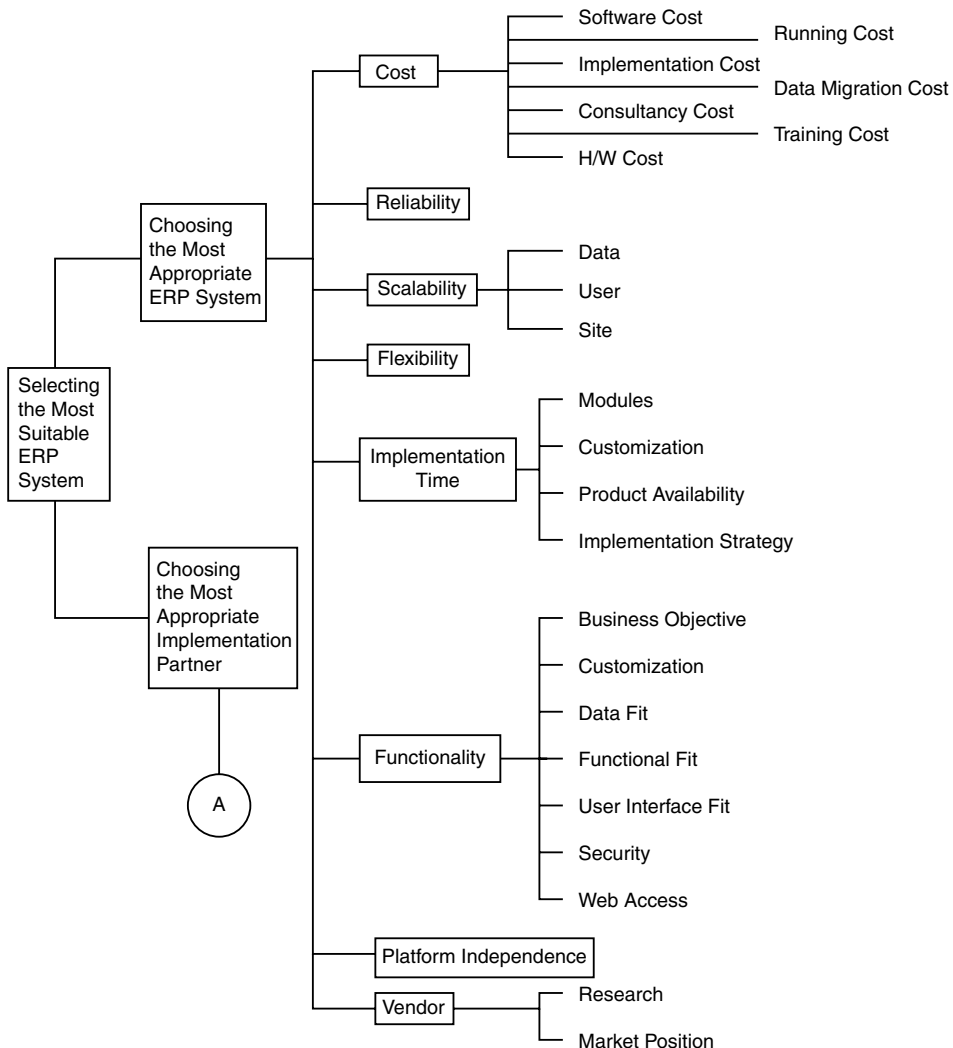 Software Cost
Running Cost
Implementation Cost
Data Migration Cost
Consultancy Cost
Training Cost
H/W Cost
Cost
Reliability
Choosing
the Most
Appropriate
ERP System
Scalability
Data
User
Site
Flexibility
Selecting
the Most
Suitable
ERP
System
Implementation
Time
Modules
Customization
Product Availability
Implementation Strategy
Choosing
the Most
Appropriate
Implementation
Partner
A
Functionality
Business Objective
Customization
Data Fit
Functional Fit
User Interface Fit
Security
Web Access
Platform Independence
Vendor
Research
Market Position